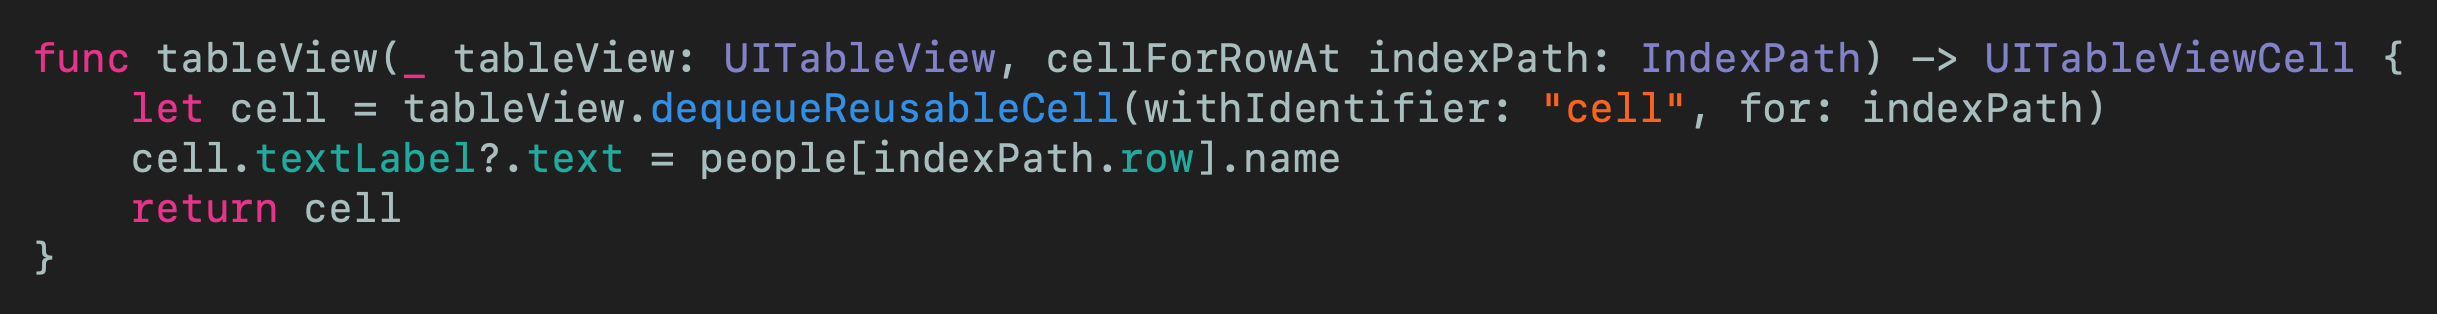 func tableView(_ tableView: UITableView, cellForRowAt indexPath: IndexPath) -> UITableViewCell {
    let cell = tableView.dequeueReusableCell(withIdentifier: "cell", for: indexPath)
    cell.textLabel?.text = people[indexPath.row].name
    return cell
}